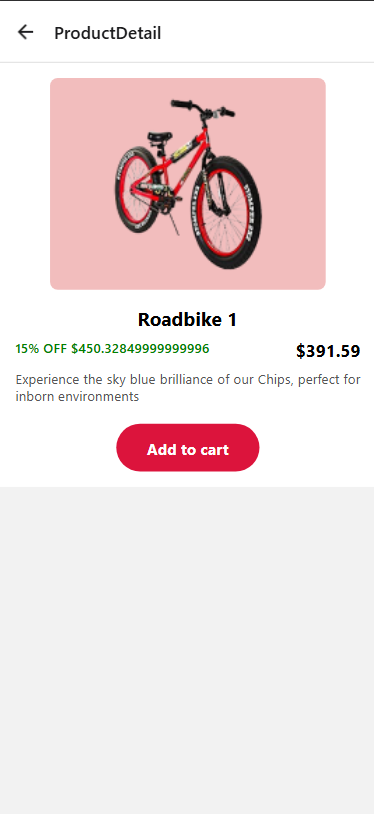 ProductDetail
Roadbike 1
15% OFF $450.32849999999996
$391.59
Experience the sky blue brilliance of our Chips, perfect for
inborn environments
Add to cart